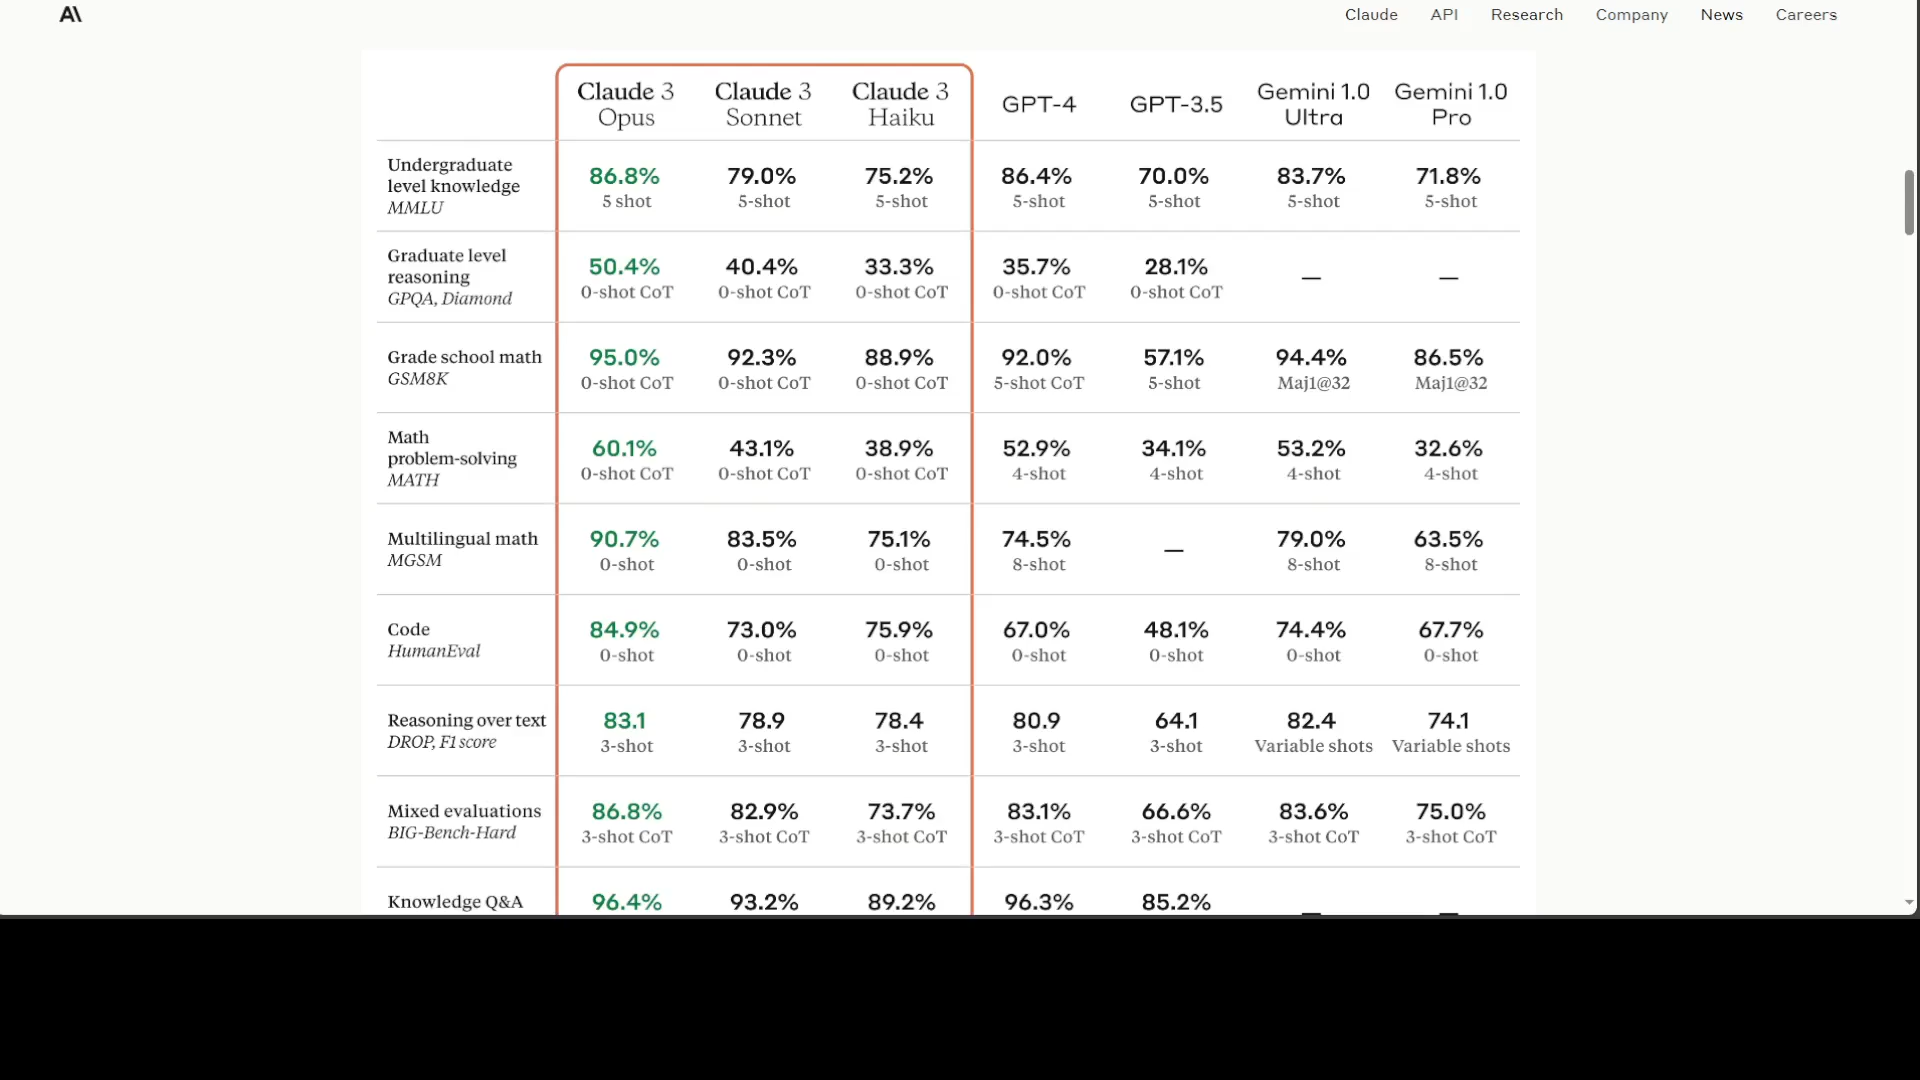 A\
Claude API Research Company News Careers
Claude 3 Opus Claude 3 Sonnet Claude 3 Haiku GPT-4 GPT-3.5 Gemini 1.0 Ultra Gemini 1.0 Pro
Undergraduate
level knowledge
MMLU
86.8% 79.0% 75.2% 86.4% 70.0% 83.7% 71.8%
5 shot 5-shot 5-shot 5-shot 5-shot 5-shot 5-shot
Graduate level
reasoning
GPQA, Diamond
50.4% 40.4% 33.3% 35.7% 28.1% — —
0-shot CoT 0-shot CoT 0-shot CoT 0-shot CoT 0-shot CoT
Grade school math
GSM8K
95.0% 92.3% 88.9% 92.0% 57.1% 94.4% 86.5%
0-shot CoT 0-shot CoT 0-shot CoT 5-shot CoT 5-shot Maj1@32 Maj1@32
Math
problem-solving
MATH
60.1% 43.1% 38.9% 52.9% 34.1% 53.2% 32.6%
0-shot CoT 0-shot CoT 0-shot CoT 4-shot 4-shot 4-shot 4-shot
Multilingual math
MGSM
90.7% 83.5% 75.1% 74.5% — 79.0% 63.5%
0-shot 0-shot 0-shot 8-shot 8-shot 8-shot
Code
HumanEval
84.9% 73.0% 75.9% 67.0% 48.1% 74.4% 67.7%
0-shot 0-shot 0-shot 0-shot 0-shot 0-shot 0-shot
Reasoning over text
DROP, F1 score
83.1 78.9 78.4 80.9 64.1 82.4 74.1
3-shot 3-shot 3-shot 3-shot 3-shot Variable shots Variable shots
Mixed evaluations
BIG-Bench-Hard
86.8% 82.9% 73.7% 83.1% 66.6% 83.6% 75.0%
3-shot CoT 3-shot CoT 3-shot CoT 3-shot CoT 3-shot CoT 3-shot CoT 3-shot CoT
Knowledge Q&A
96.4% 93.2% 89.2% 96.3% 85.2% — —